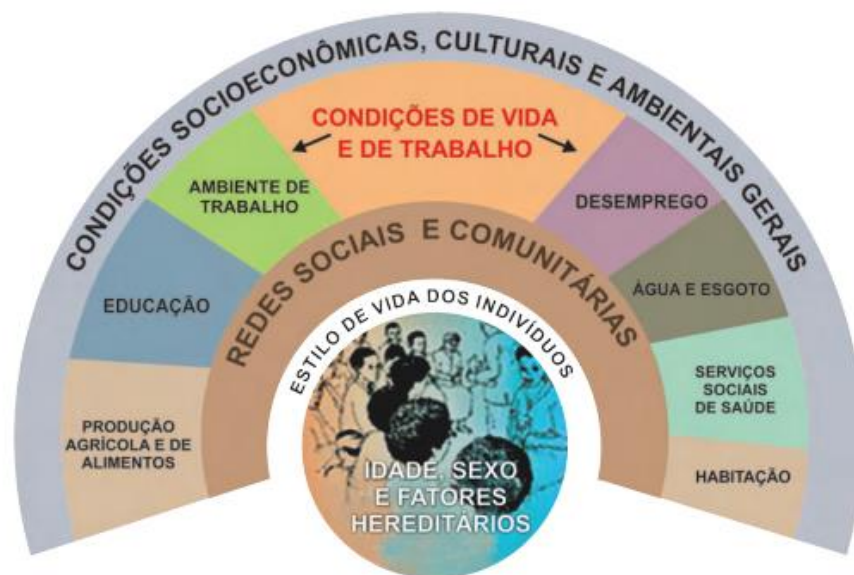 CONDIÇÕES SOCIOECONÔMICAS, CULTURAIS E AMBIENTAIS GERAIS
CONDIÇÕES DE VIDA
E DE TRABALHO
AMBIENTE DE
TRABALHO
DESEMPREGO
EDUCAÇÃO
ÁGUA E ESGOTO
PRODUÇÃO
AGRÍCOLA E DE
ALIMENTOS
SERVIÇOS
SOCIAIS
DE SAÚDE
HABITAÇÃO
REDES SOCIAIS E COMUNITÁRIAS
ESTILO DE VIDA DOS INDIVÍDUOS
IDADE, SEXO
E FATORES
HEREDITÁRIOS